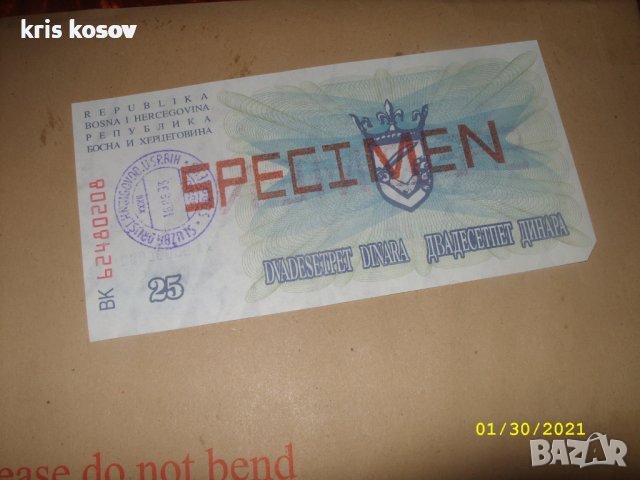 kris kosov
REPUBLIKA
BOSNA I HERCEGOVINA
РЕПУБЛИКА
БОСНА И ХЕРЦЕГОВИНА
SPECIMEN
BK 62480208
25
DVADESETPET DINARA ДВАДЕСЕТПЕТ ДИНАРА
01/30/2021
BAZAR
ease do not bend